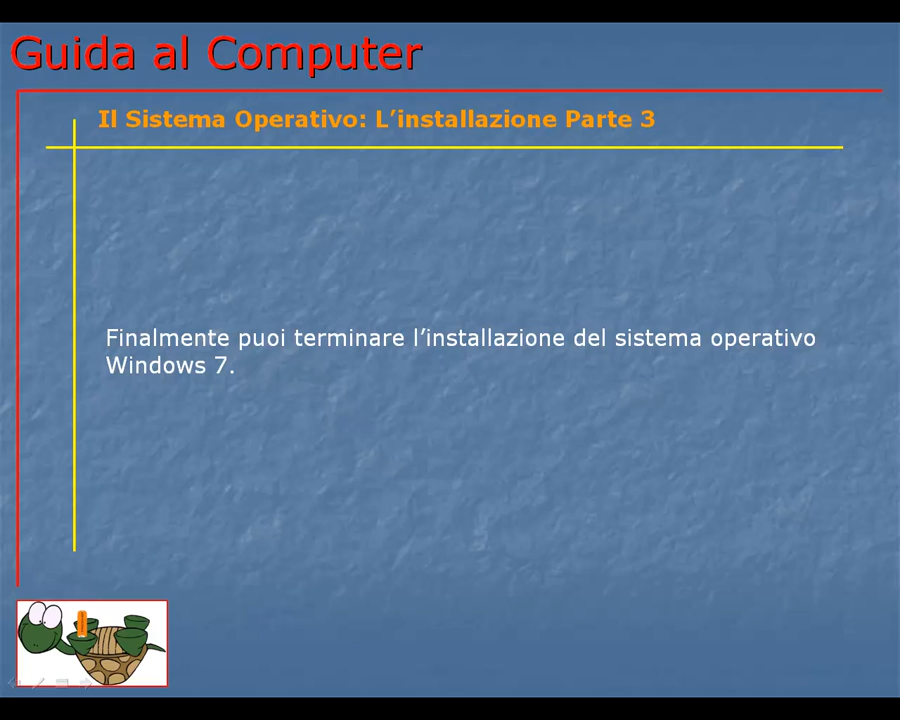 Guida al Computer
Il Sistema Operativo: L’installazione Parte 3
Finalmente puoi terminare l’installazione del sistema operativo
Windows 7.